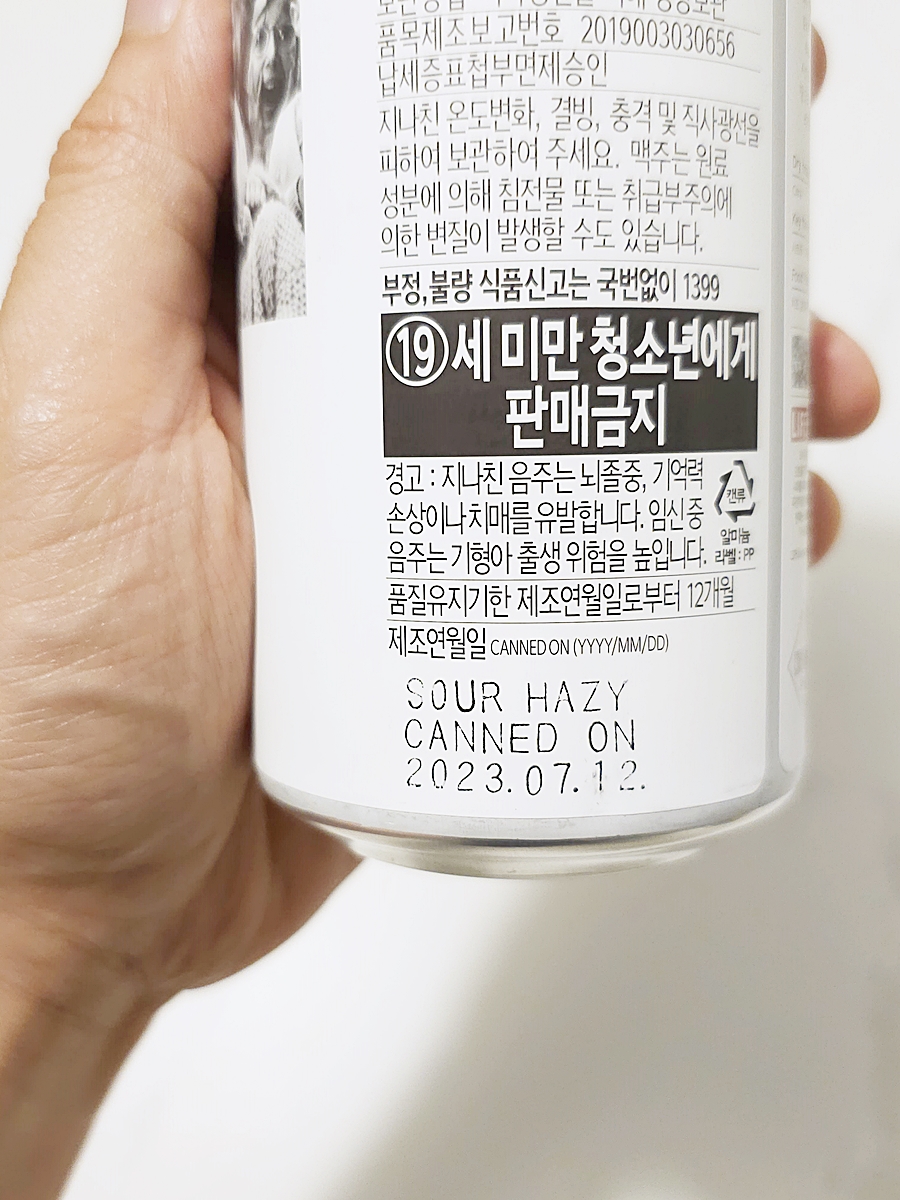 품목제조보고번호 2019003030656
납세증표첩부면제승인
지나친 온도변화, 결빙, 충격 및 직사광선을
피하여 보관하여 주세요. 맥주는 원료
성분에 의해 침전물 또는 취급부주의에
의한 변질이 발생할 수도 있습니다.
부정,불량 식품신고는 국번없이 1399
19세 미만 청소년에게
판매금지
경고 : 지나친 음주는 뇌졸중, 기억력
손상이나 치매를 유발합니다. 임신 중
음주는 기형아 출생 위험을 높입니다.
캔류
알미늄
라벨 : PP
품질유지기한 제조연월일로부터 12개월
제조연월일 CANNED ON (YYYY/MM/DD)
SOUR HAZY
CANNED ON
2023.07.12.